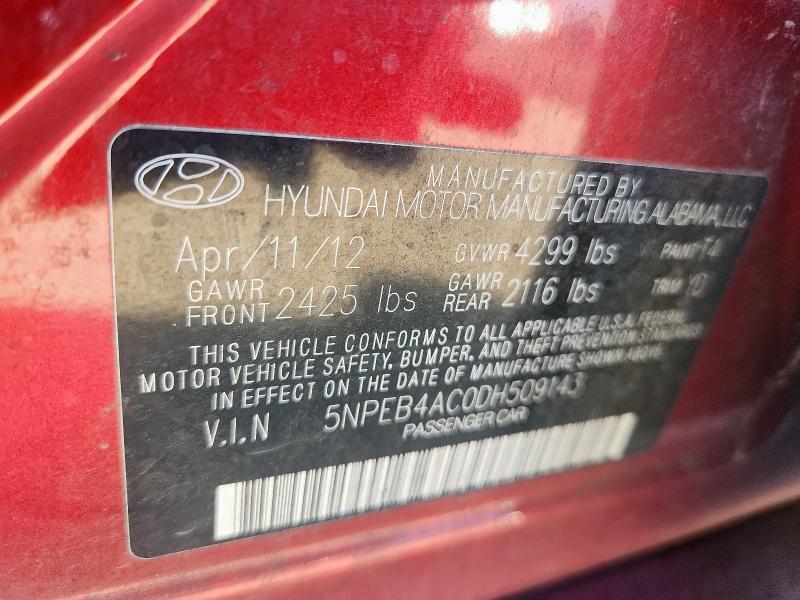 MANUFACTURED BY
HYUNDAI MOTOR MANUFACTURING ALABAMA, LLC
Apr/11/12 GVWR 4299 lbs PAINT T4
GAWR FRONT 2425 lbs GAWR REAR 2116 lbs TRIM
THIS VEHICLE CONFORMS TO ALL APPLICABLE U.S.A. FEDERAL
MOTOR VEHICLE SAFETY, BUMPER, AND THEFT PREVENTION STANDARDS
IN EFFECT ON THE DATE OF MANUFACTURE SHOWN ABOVE.
V.I.N 5NPEB4AC0DH509143
PASSENGER CAR